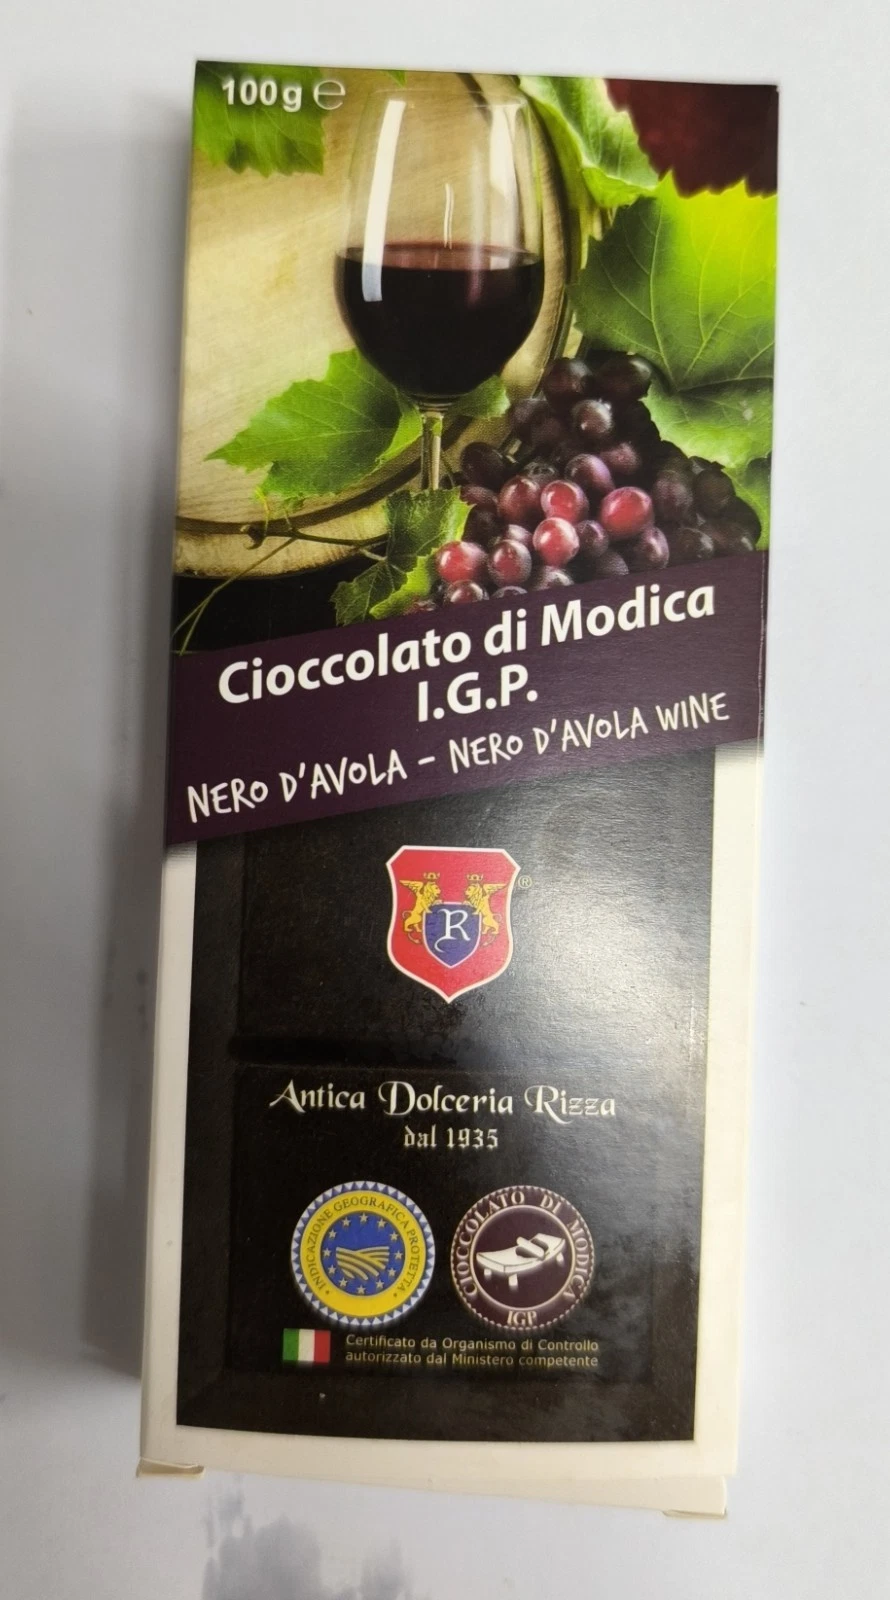 100g ℮
Cioccolato di Modica
I.G.P.
NERO D'AVOLA - NERO D'AVOLA WINE
R
®
Antica Dolceria Rizza
dal 1935
INDICAZIONE GEOGRAFICA PROTETTA
CIOCCOLATO DI MODICA
IGP
Certificato da Organismo di Controllo
autorizzato dal Ministero competente